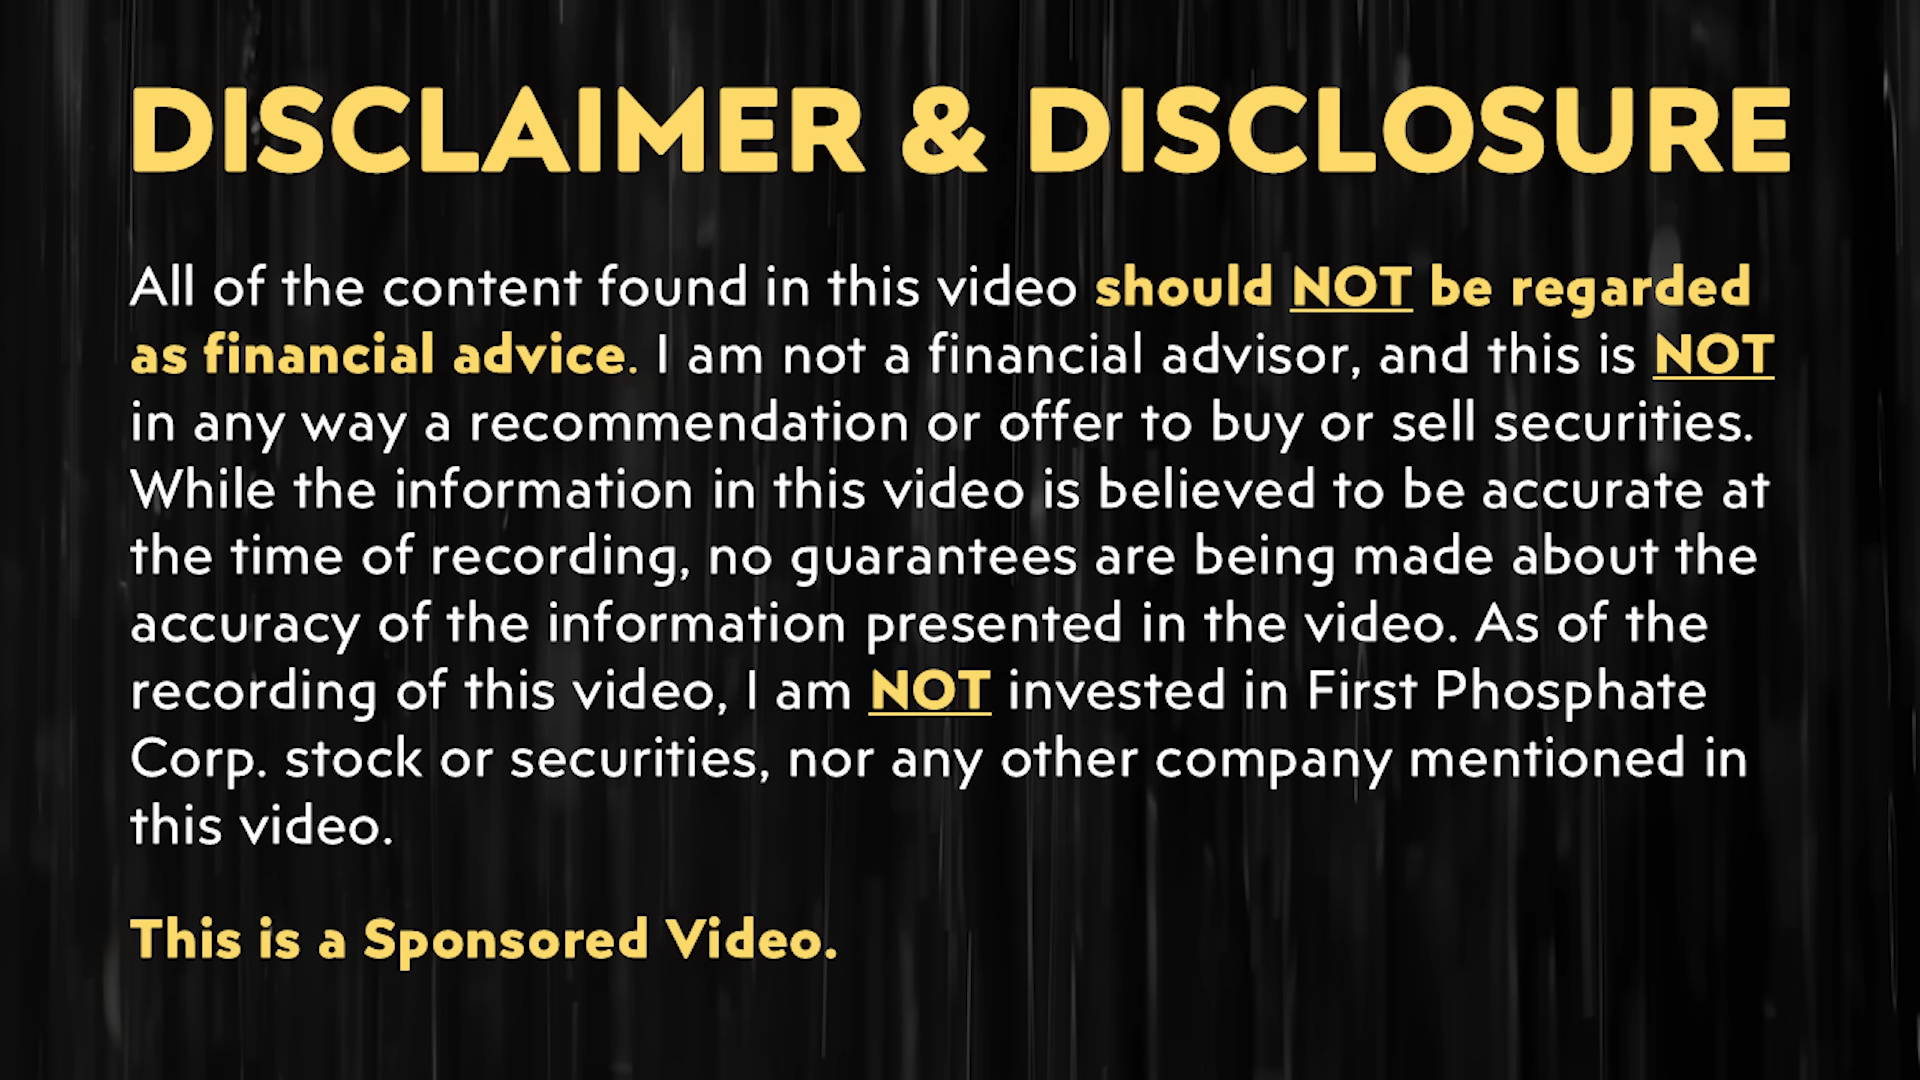 DISCLAIMER & DISCLOSURE
All of the content found in this video should NOT be regarded
as financial advice. I am not a financial advisor, and this is NOT
in any way a recommendation or offer to buy or sell securities.
While the information in this video is believed to be accurate at
the time of recording, no guarantees are being made about the
accuracy of the information presented in the video. As of the
recording of this video, I am NOT invested in First Phosphate
Corp. stock or securities, nor any other company mentioned in
this video.
This is a Sponsored Video.